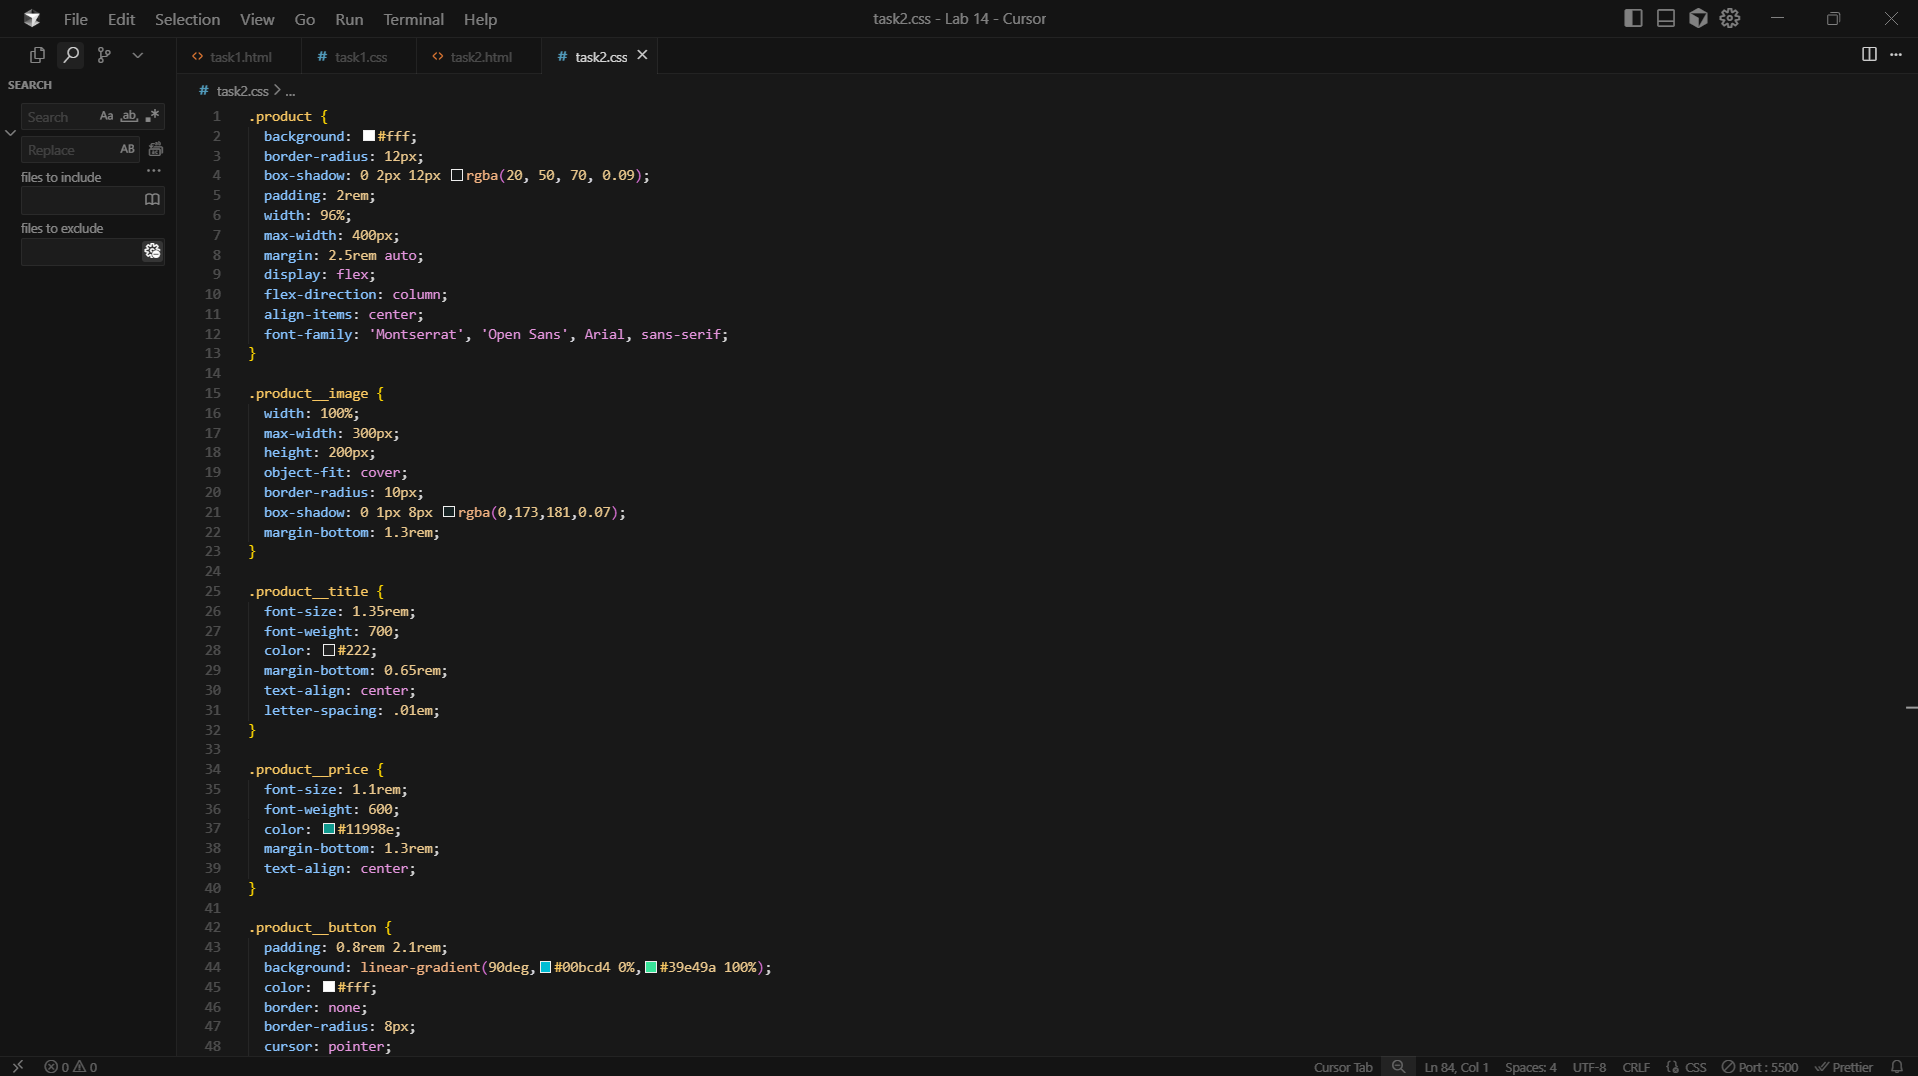 File Edit Selection View Go Run Terminal Help
task2.css - Lab 14 - Cursor
task1.html
task1.css
task2.html
task2.css
SEARCH
Search Aa ab
Replace AB
files to include
files to exclude
task2.css > ...
1 .product {
2 background: #fff;
3 border-radius: 12px;
4 box-shadow: 0 2px 12px rgba(20, 50, 70, 0.09);
5 padding: 2rem;
6 width: 96%;
7 max-width: 400px;
8 margin: 2.5rem auto;
9 display: flex;
10 flex-direction: column;
11 align-items: center;
12 font-family: 'Montserrat', 'Open Sans', Arial, sans-serif;
13 }
14
15 .product__image {
16 width: 100%;
17 max-width: 300px;
18 height: 200px;
19 object-fit: cover;
20 border-radius: 10px;
21 box-shadow: 0 1px 8px rgba(0,173,181,0.07);
22 margin-bottom: 1.3rem;
23 }
24
25 .product__title {
26 font-size: 1.35rem;
27 font-weight: 700;
28 color: #222;
29 margin-bottom: 0.65rem;
30 text-align: center;
31 letter-spacing: .01em;
32 }
33
34 .product__price {
35 font-size: 1.1rem;
36 font-weight: 600;
37 color: #11998e;
38 margin-bottom: 1.3rem;
39 text-align: center;
40 }
41
42 .product__button {
43 padding: 0.8rem 2.1rem;
44 background: linear-gradient(90deg,#00bcd4 0%,#39e49a 100%);
45 color: #fff;
46 border: none;
47 border-radius: 8px;
48 cursor: pointer;
0 0
Cursor Tab Ln 84, Col 1 Spaces: 4 UTF-8 CRLF {} CSS Port : 5500 Prettier